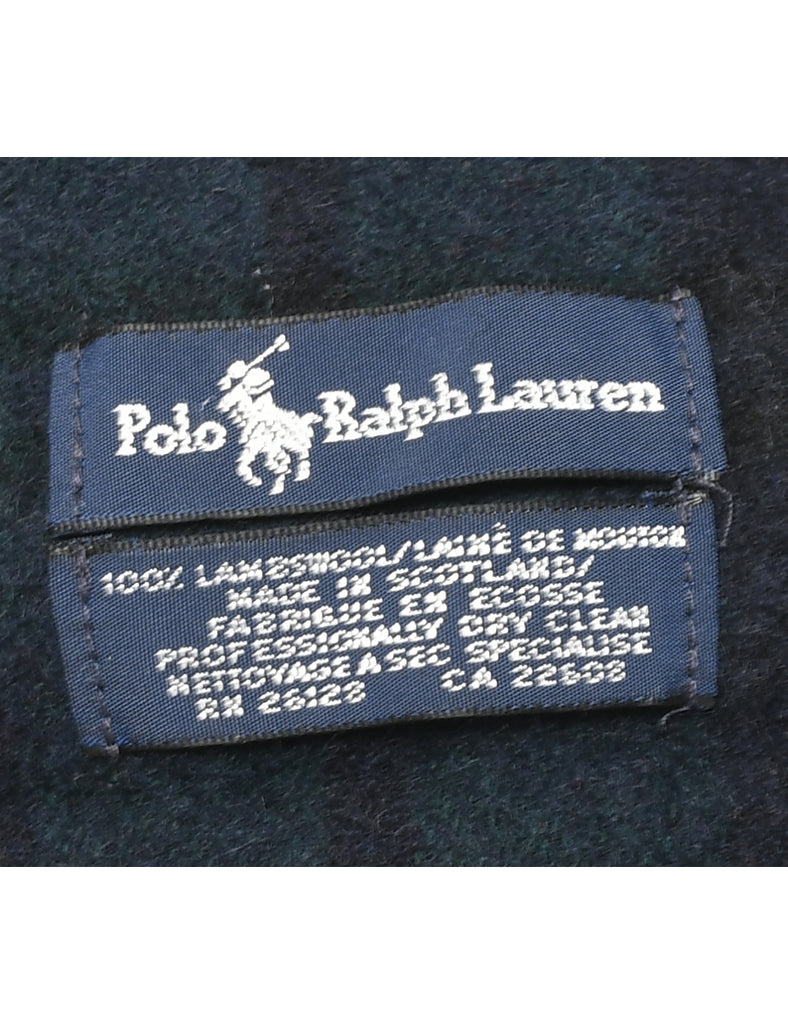 Polo Ralph Lauren
100% LAMBSWOOL/LAINÉ DE MOUTON
MADE IN SCOTLAND/
FABRIQUE EN ECOSSE
PROFESSIONALLY DRY CLEAN
NETTOYAGE A SEC SPECIALISE
RN 26128 CA 22608